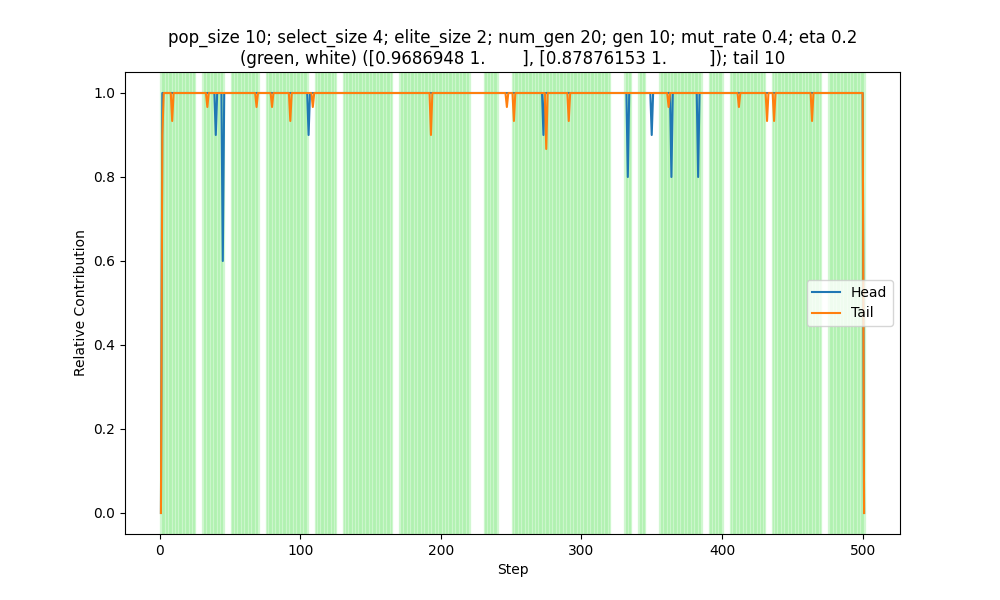 pop_size 10; select_size 4; elite_size 2; num_gen 20; gen 10; mut_rate 0.4; eta 0.2
(green, white) ([0.9686948 1.        ], [0.87876153 1.         ]); tail 10
1.0
0.8
0.6
0.4
0.2
0.0
Relative Contribution
Head
Tail
0
100
200
300
400
500
Step